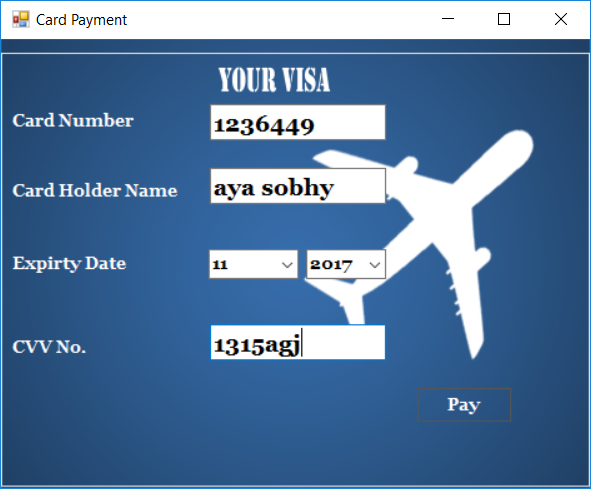 Card Payment
YOUR VISA
Card Number 1236449
Card Holder Name aya sobhy
Expirty Date 11 2017
CVV No. 1315agj
Pay